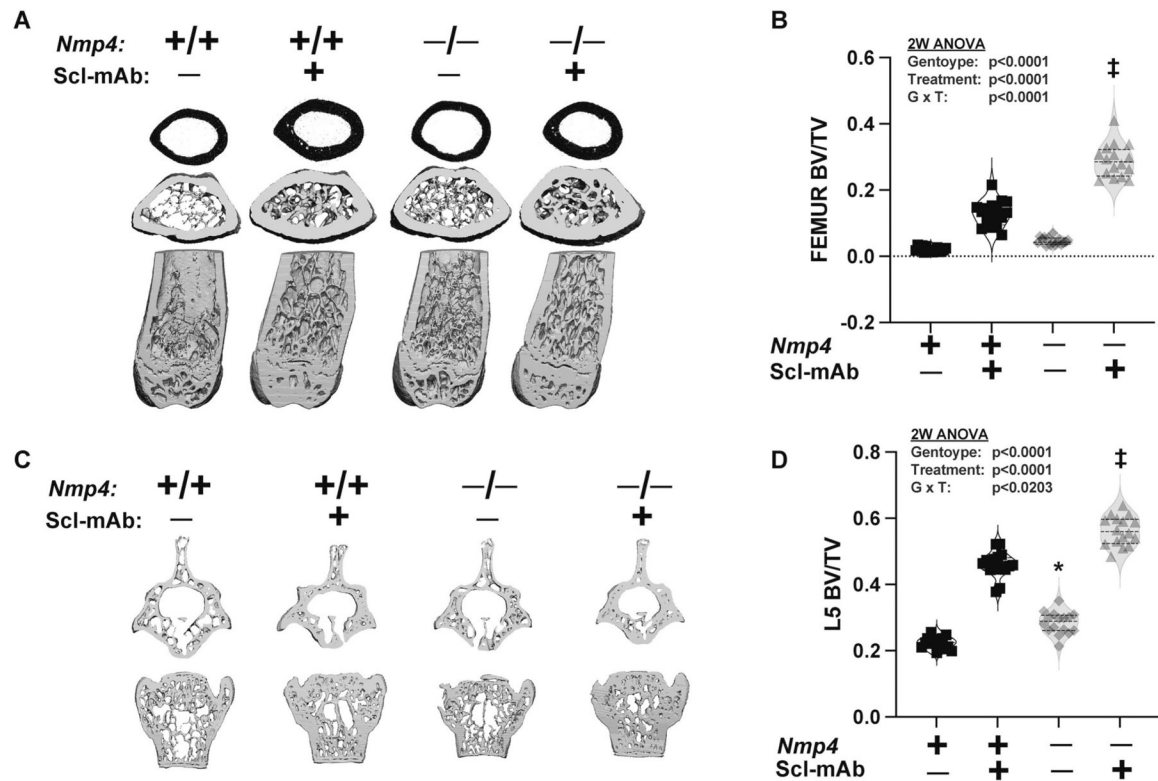 A
Nmp4: +/+ +/+ —/— —/—
Scl-mAb: — + — +
B
2W ANOVA
Gentoype: p<0.0001
Treatment: p<0.0001
G x T: p<0.0001
‡
FEMUR BV/TV
0.6
0.4
0.2
0.0
-0.2
Nmp4 + + — —
Scl-mAb — + — +
C
Nmp4: +/+ +/+ —/— —/—
Scl-mAb: — + — +
D
2W ANOVA
Gentoype: p<0.0001
Treatment: p<0.0001
G x T: p<0.0203
‡
*
L5 BV/TV
0.8
0.6
0.4
0.2
0.0
Nmp4 + + — —
Scl-mAb — + — +